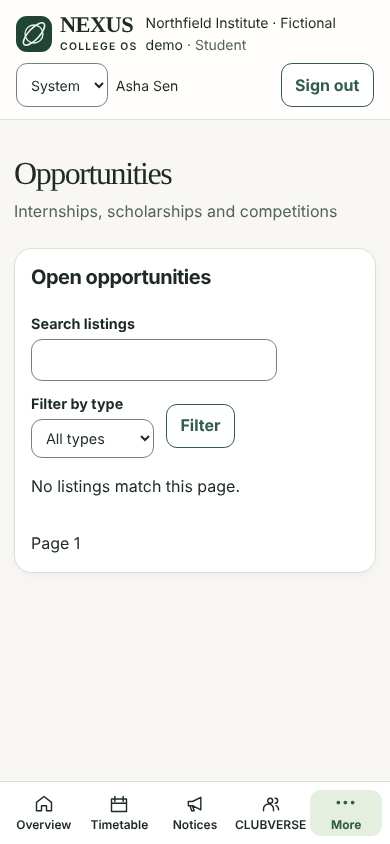 NEXUS
COLLEGE OS
Northfield Institute · Fictional
demo · Student
System
Asha Sen
Sign out
Opportunities
Internships, scholarships and competitions
Open opportunities
Search listings
Filter by type
All types
Filter
No listings match this page.
Page 1
Overview
Timetable
Notices
CLUBVERSE
More